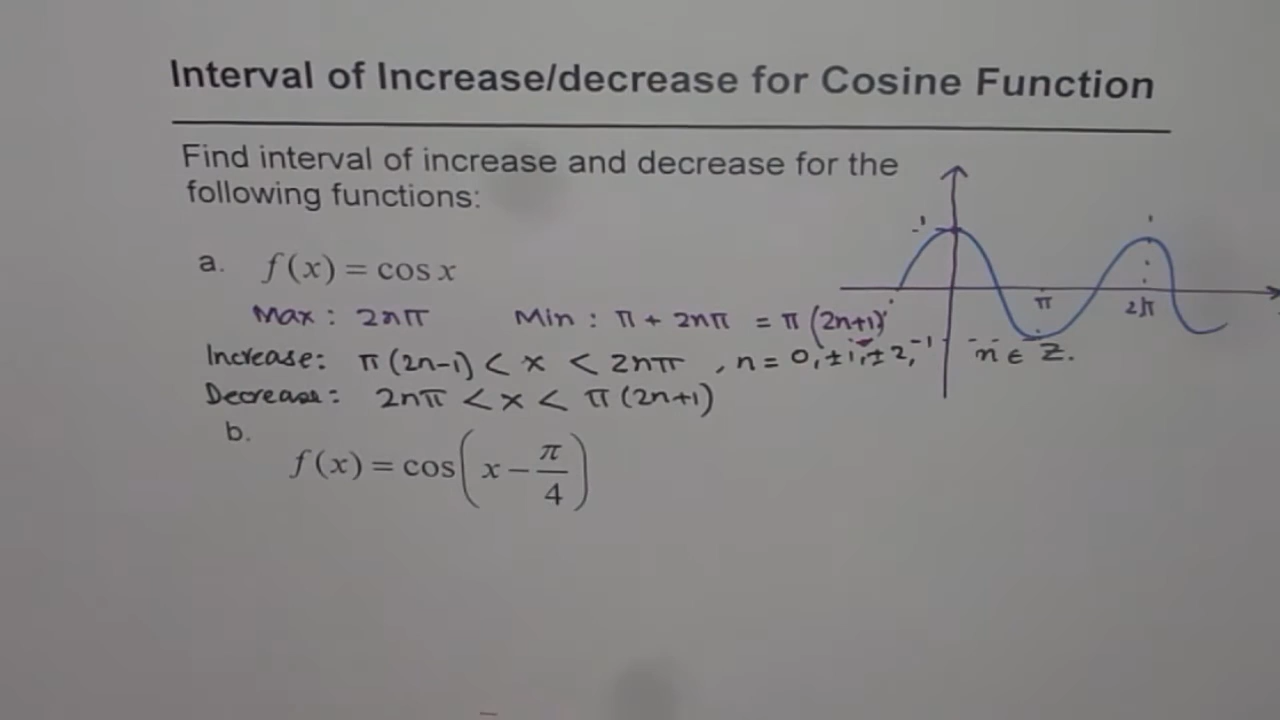 Interval of Increase/decrease for Cosine Function
Find interval of increase and decrease for the
following functions:
a. f(x) = cos x
Max: 2nπ Min: π + 2nπ = π(2n+1)
Increase: π(2n-1) < x < 2nπ , n = 0, ±1, ±2, n ∈ Z.
Decrease: 2nπ < x < π(2n+1)
b.
f(x) = cos(x - π/4)
1
-1
π
2π